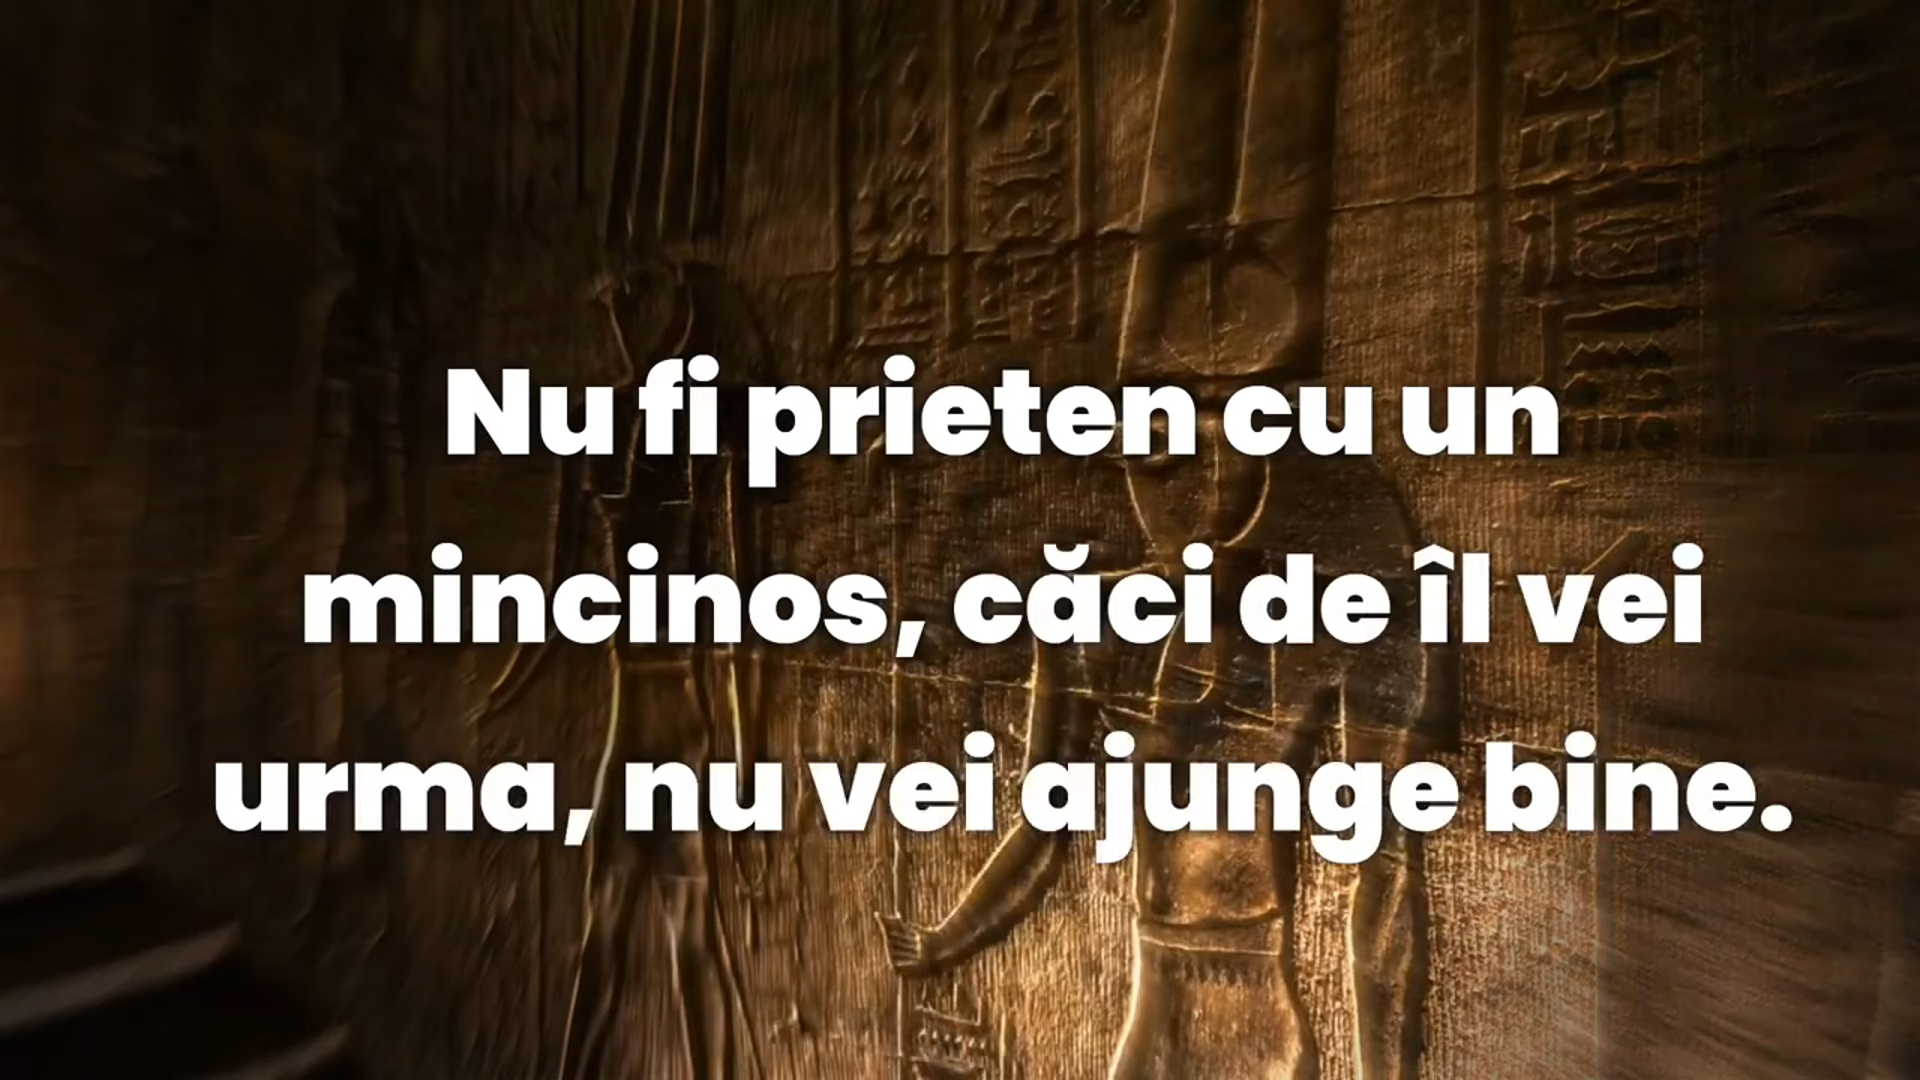 Nu fi prieten cu un
mincinos, căci de îl vei
urma, nu vei ajunge bine.